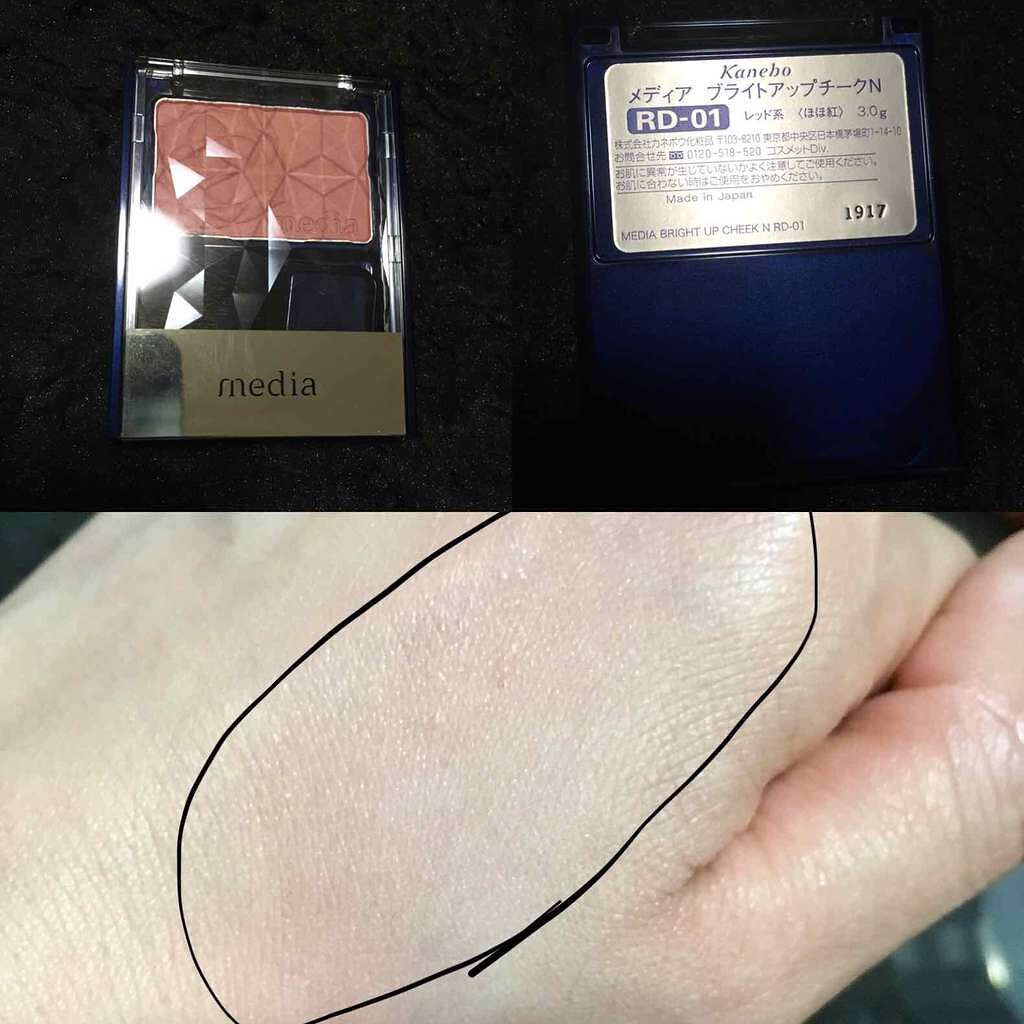 media
media
Kanebo
メディア ブライトアップチークN
RD-01 レッド系 〈ほほ紅〉 3.0g
株式会社カネボウ化粧品 〒103-8210 東京都中央区日本橋茅場町1-14-10
お問合せ先 0120-518-520 コスメットDiv.
お肌に異常が生じていないかよく注意してご使用ください。
お肌に合わない時はご使用をおやめください。
Made in Japan
1917
MEDIA BRIGHT UP CHEEK N RD-01